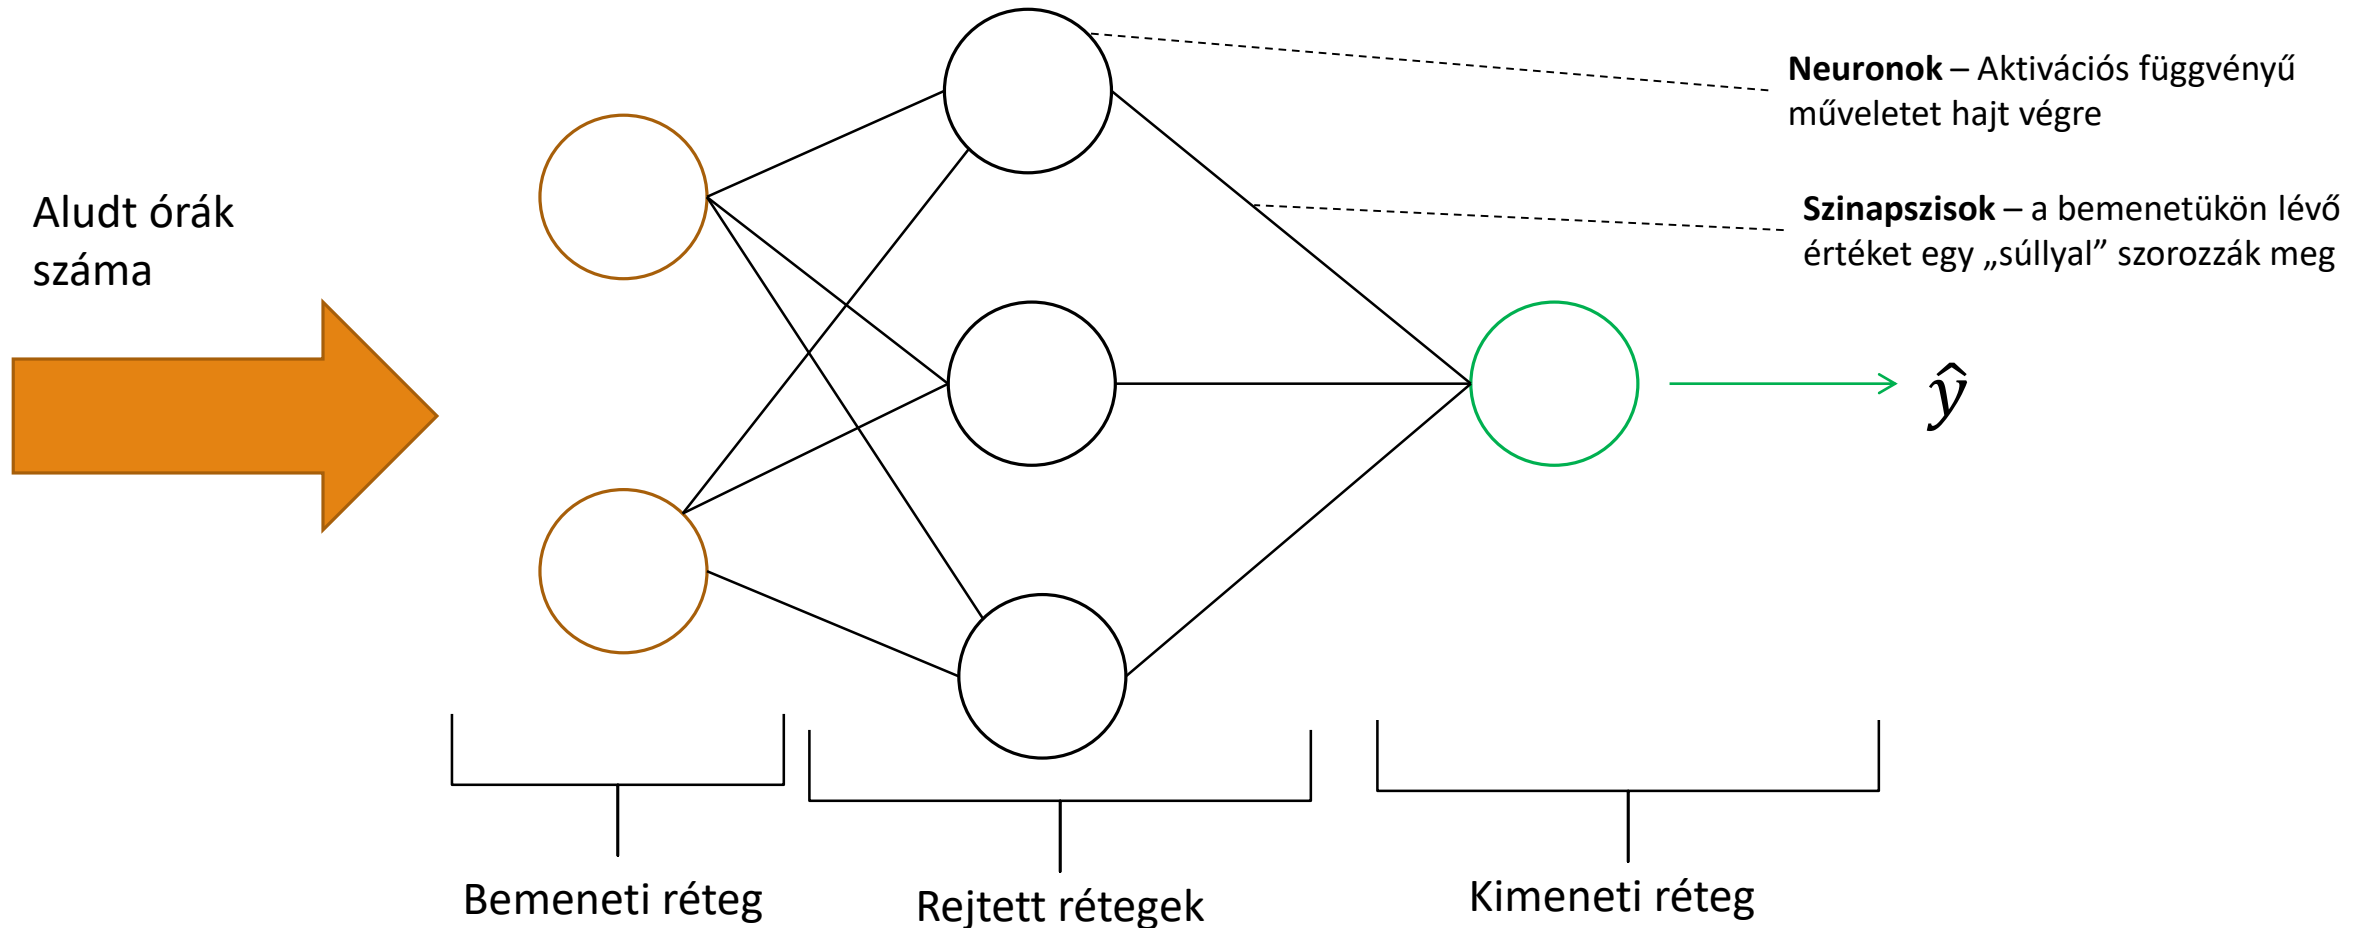 Neuronok – Aktivációs függvényű
műveletet hajt végre
Aludt órák
száma
Szinapszisok – a bemenetükön lévő
értéket egy „súllyal” szorozzák meg
ŷ
Bemeneti réteg
Rejtett rétegek
Kimeneti réteg